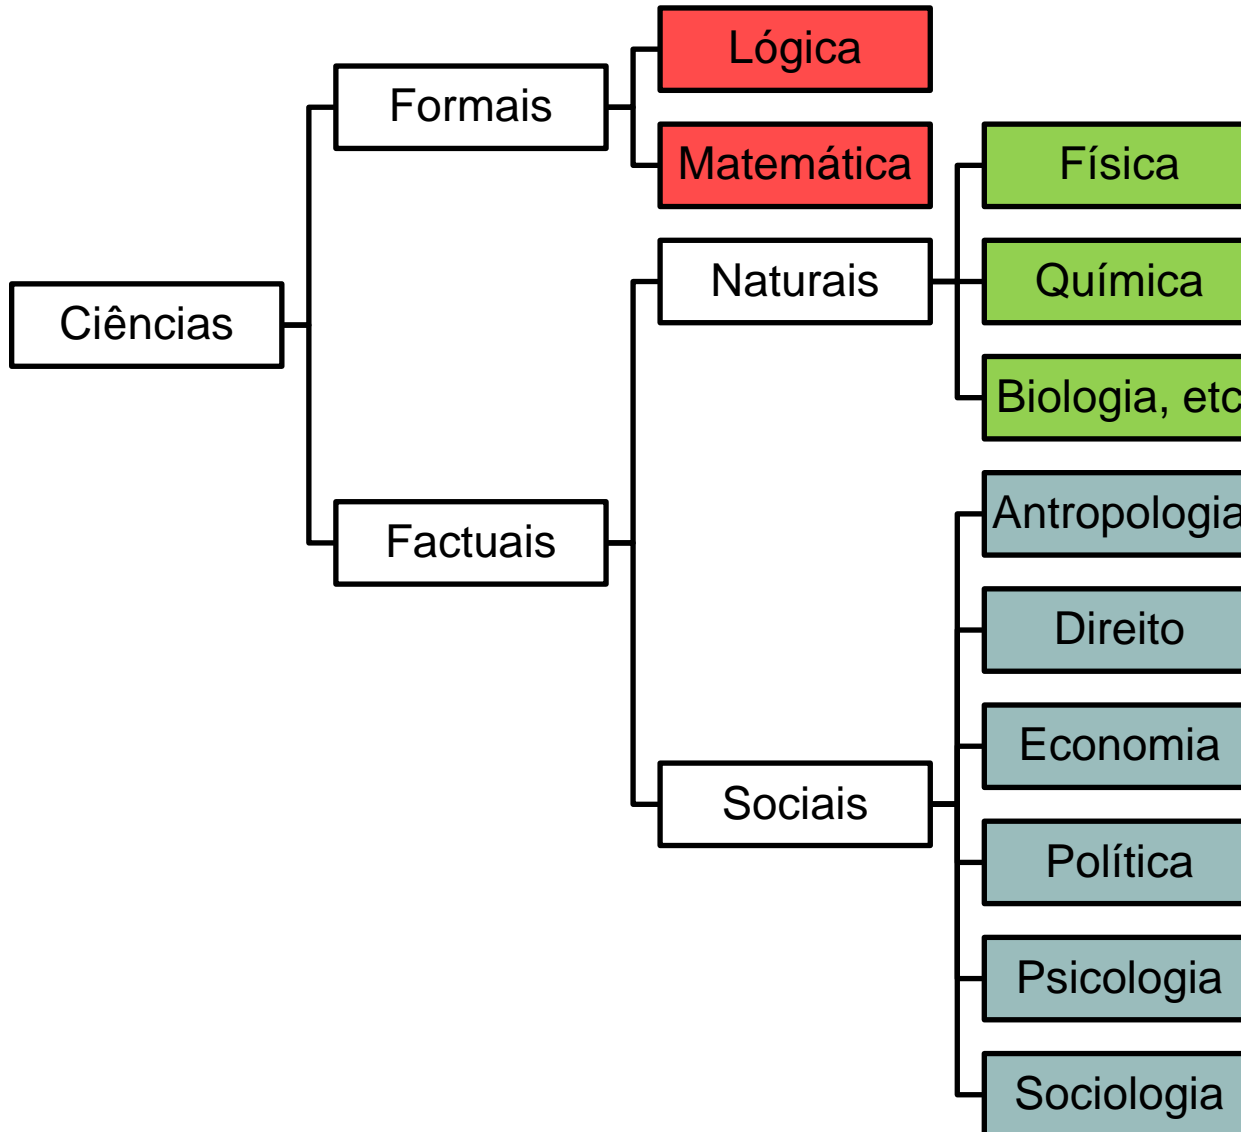 Lógica
Formais
Matemática
Física
Naturais
Química
Ciências
Biologia, etc
Antropologia
Factuais
Direito
Economia
Sociais
Política
Psicologia
Sociologia